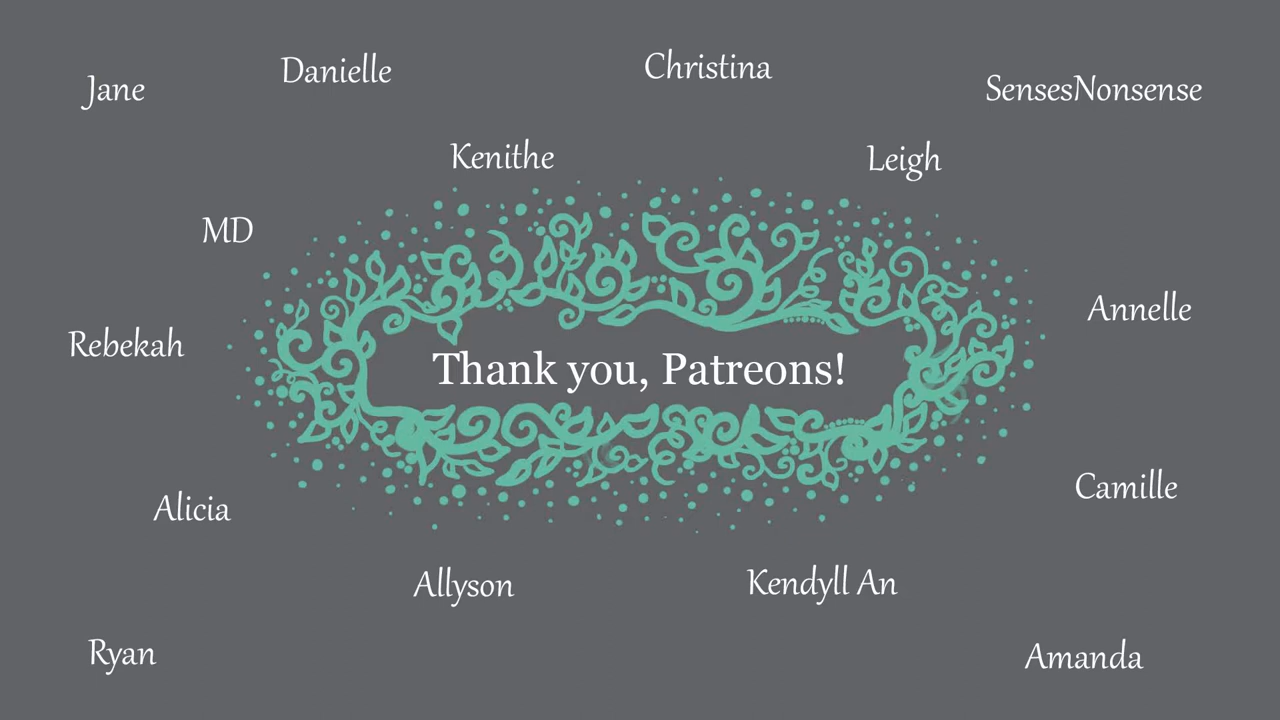 Jane
Danielle
Christina
SensesNonsense
Kenithe
Leigh
MD
Annelle
Rebekah
Thank you, Patreons!
Camille
Alicia
Allyson
Kendyll An
Ryan
Amanda